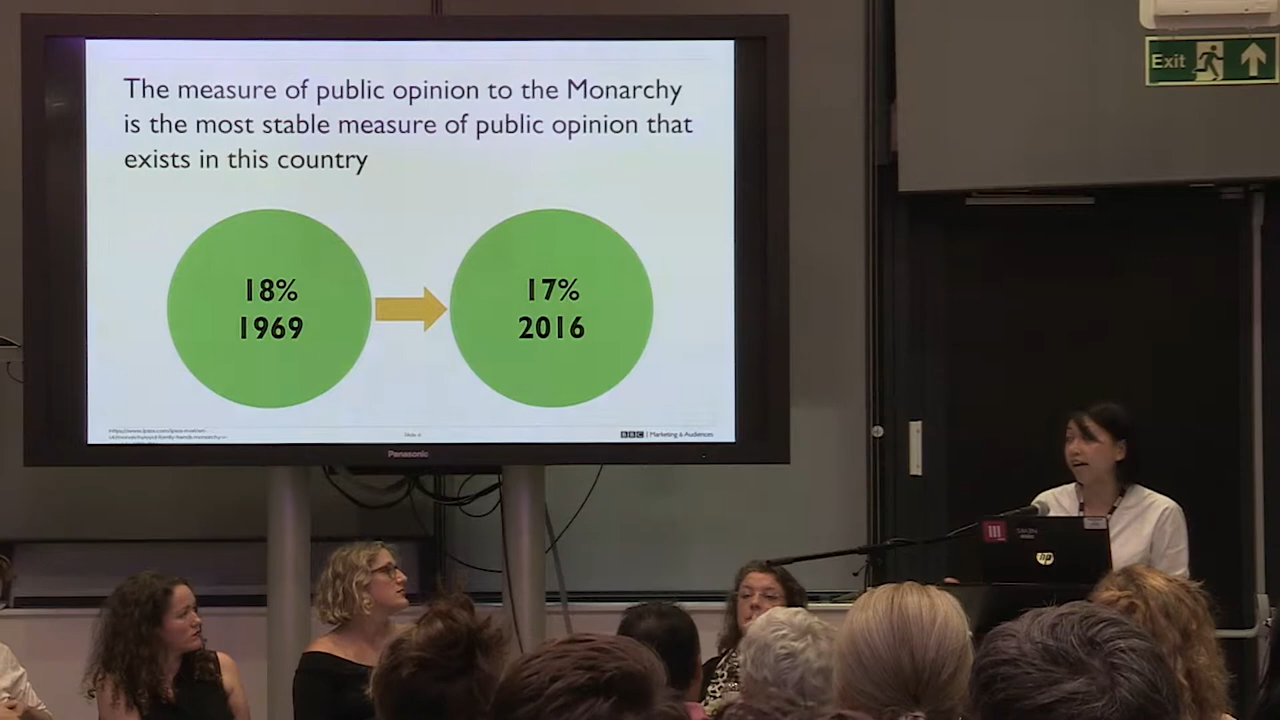 The measure of public opinion to the Monarchy
is the most stable measure of public opinion that
exists in this country
18%
1969
17%
2016
BBC | Marketing & Audiences
Panasonic
Exit
hp